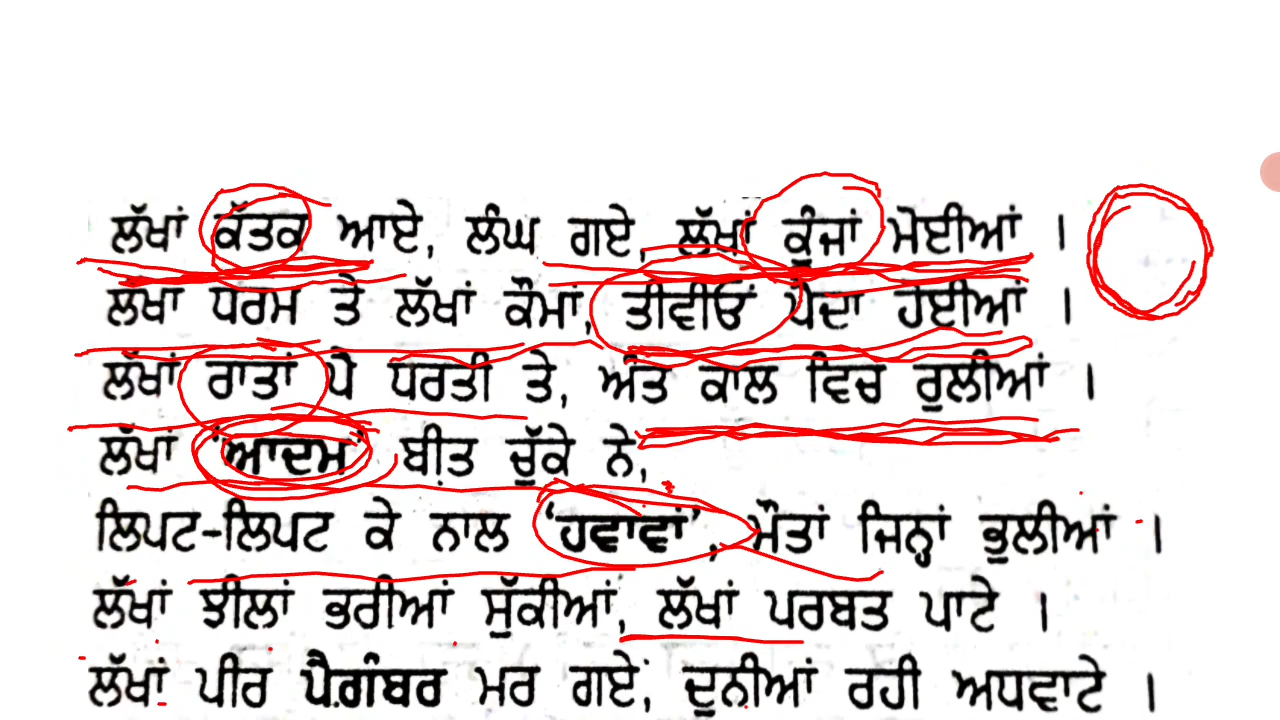 ਲੱਖਾਂ ਕੱਤਕ ਆਏ, ਲੰਘ ਗਏ, ਲੱਖਾਂ ਕੂੰਜਾਂ ਮੋਈਆਂ ।
ਲੱਖਾਂ ਧਰਮ ਤੇ ਲੱਖਾਂ ਕੌਮਾਂ, ਤੀਵੀਓਂ ਪੈਦਾ ਹੋਈਆਂ ।
ਲੱਖਾਂ ਰਾਤਾਂ ਪੈ ਧਰਤੀ ਤੇ, ਅੰਤ ਕਾਲ ਵਿਚ ਰੁਲੀਆਂ ।
ਲੱਖਾਂ 'ਆਦਮ' ਬੀਤ ਚੁੱਕੇ ਨੇ,
ਲਿਪਟ-ਲਿਪਟ ਕੇ ਨਾਲ 'ਹਵਾਵਾਂ', ਮੌਤਾਂ ਜਿਨ੍ਹਾਂ ਭੁਲੀਆਂ ।
ਲੱਖਾਂ ਝੀਲਾਂ ਭਰੀਆਂ ਸੁੱਕੀਆਂ, ਲੱਖਾਂ ਪਰਬਤ ਪਾਟੇ ।
ਲੱਖਾਂ ਪੀਰ ਪੈਗੰਬਰ ਮਰ ਗਏ, ਦੁਨੀਆਂ ਰਹੀ ਅਧਵਾਟੇ ।